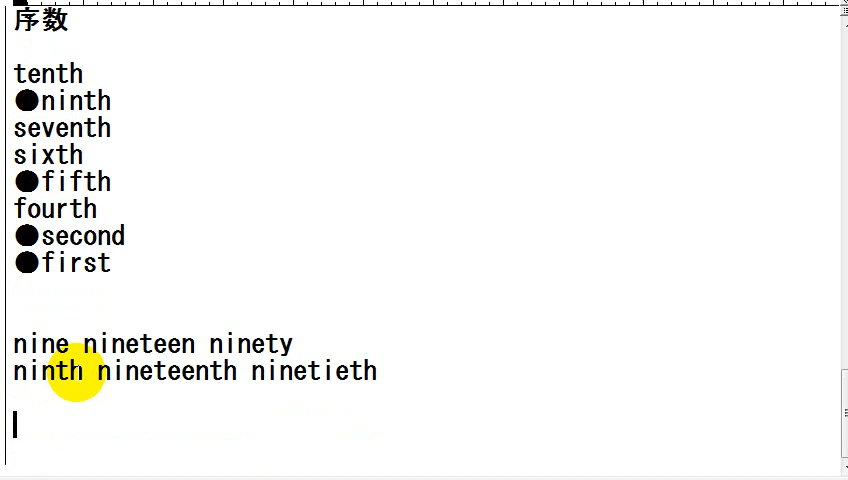 序数
tenth
●ninth
seventh
sixth
●fifth
fourth
●second
●first
nine nineteen ninety
ninth nineteenth ninetieth